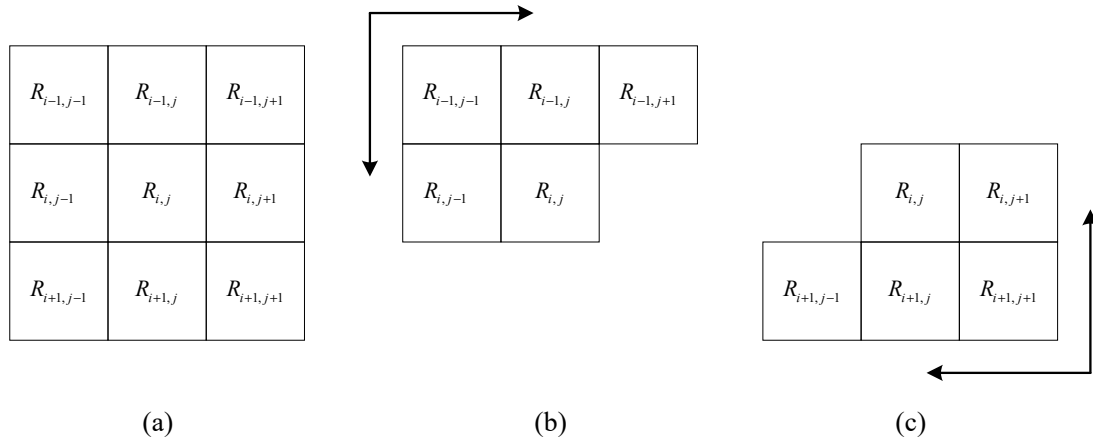 R_{i−1,j−1} R_{i−1,j} R_{i−1,j+1} R_{i−1,j−1} R_{i−1,j} R_{i−1,j+1}
R_{i,j−1} R_{i,j} R_{i,j+1} R_{i,j−1} R_{i,j} R_{i,j} R_{i,j+1}
R_{i+1,j−1} R_{i+1,j} R_{i+1,j+1} R_{i+1,j−1} R_{i+1,j} R_{i+1,j+1}
(a) (b) (c)